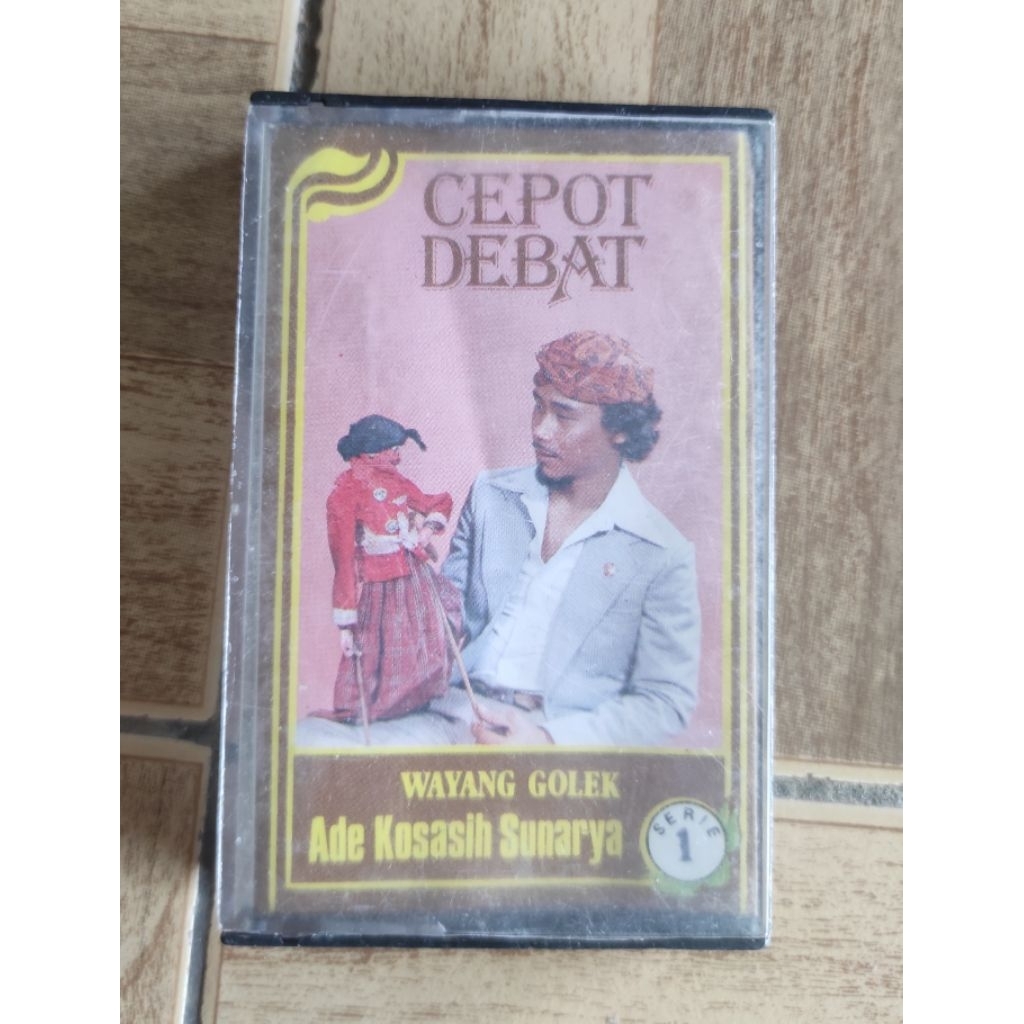 CEPOT
DEBAT
WAYANG GOLEK
Ade Kosasih Sunarya
SERIE
1